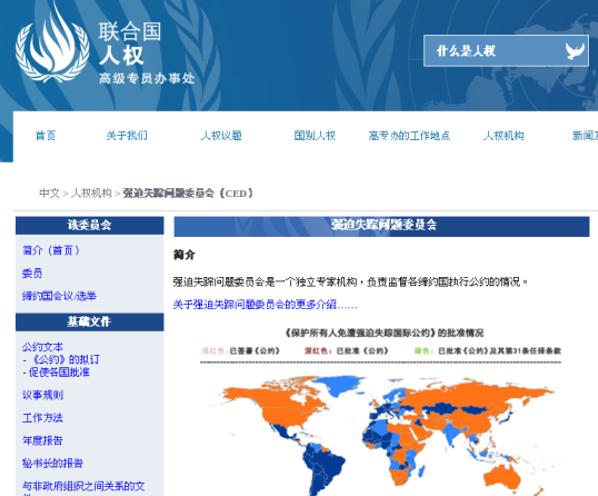 联合国
人权
高级专员办事处
什么是人权
首页 关于我们 人权议题 国别人权 高专办的工作地点 人权机构 新闻
中文 > 人权机构 > 强迫失踪问题委员会（CED）
该委员会
强迫失踪问题委员会
简介（首页）
委员
缔约国会议/选举
基础文件
公约文本
- 《公约》的拟订
- 促使各国批准
议事规则
工作方法
年度报告
秘书长的报告
与非政府组织之间关系的文
简介
强迫失踪问题委员会是一个独立专家机构，负责监督各缔约国执行公约的情况。
关于强迫失踪问题委员会的更多介绍……
《保护所有人免遭强迫失踪国际公约》的批准情况
浅红色：已签署《公约》 深红色：已批准《公约》 绿色：已批准《公约》及其第31条任择条款